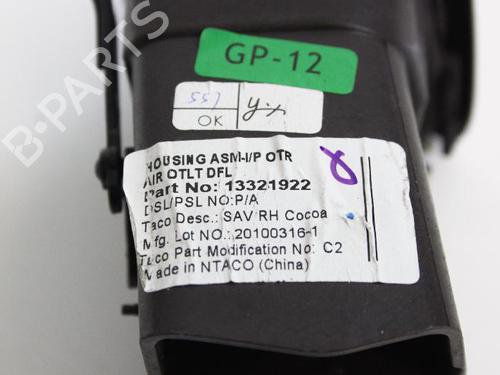 GP-12
B-PARTS
557
OK
HOUSING ASM-I/P OTR
AIR OTLT DFL
Part No: 13321922
DSL/PSL NO:P/A
Taco Desc.: SAV RH Cocoa
Mfg. Lot NO.: 20100316-1
Taco Part Modification No: C2
Made in NTACO (China)